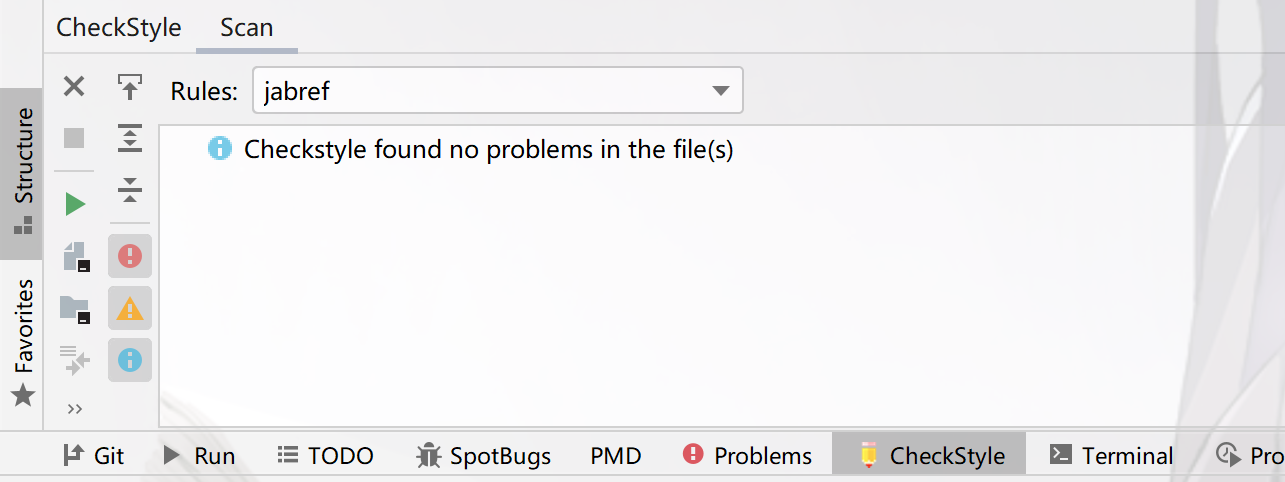 CheckStyle Scan
Structure
Favorites
Rules: jabref
Checkstyle found no problems in the file(s)
Git Run TODO SpotBugs PMD Problems CheckStyle Terminal Pro